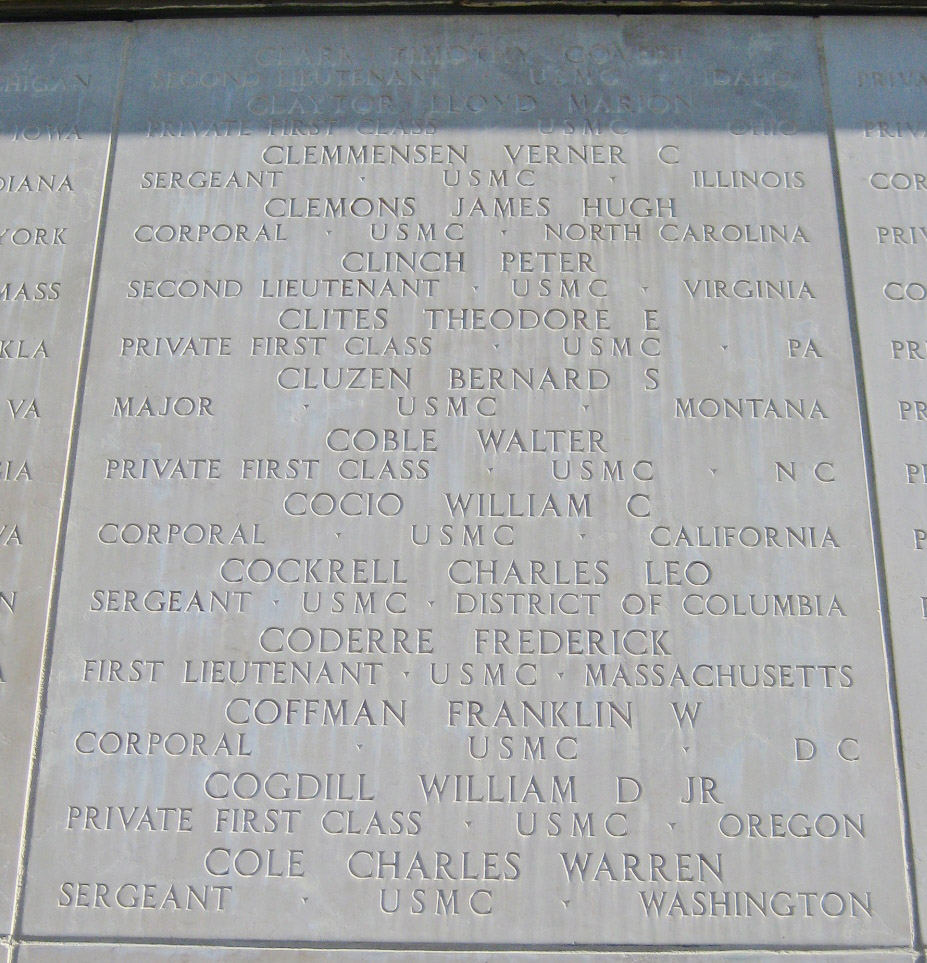 CLARK TIMOTHY
SECOND LIEUTENANT USMC IDAHO
CLAYTOR LLOYD MARION
PRIVATE FIRST CLASS USMC OHIO
CLEMMENSEN VERNER C
SERGEANT · USMC · ILLINOIS
CLEMONS JAMES HUGH
CORPORAL · USMC · NORTH CAROLINA
CLINCH PETER
SECOND LIEUTENANT · USMC · VIRGINIA
CLITES THEODORE E
PRIVATE FIRST CLASS · USMC · PA
CLUZEN BERNARD S
MAJOR · USMC · MONTANA
COBLE WALTER
PRIVATE FIRST CLASS · USMC · N C
COCIO WILLIAM C
CORPORAL · USMC · CALIFORNIA
COCKRELL CHARLES LEO
SERGEANT · USMC · DISTRICT OF COLUMBIA
CODERRE FREDERICK
FIRST LIEUTENANT · USMC · MASSACHUSETTS
COFFMAN FRANKLIN W
CORPORAL · USMC · D C
COGDILL WILLIAM D JR
PRIVATE FIRST CLASS · USMC · OREGON
COLE CHARLES WARREN
SERGEANT · USMC · WASHINGTON